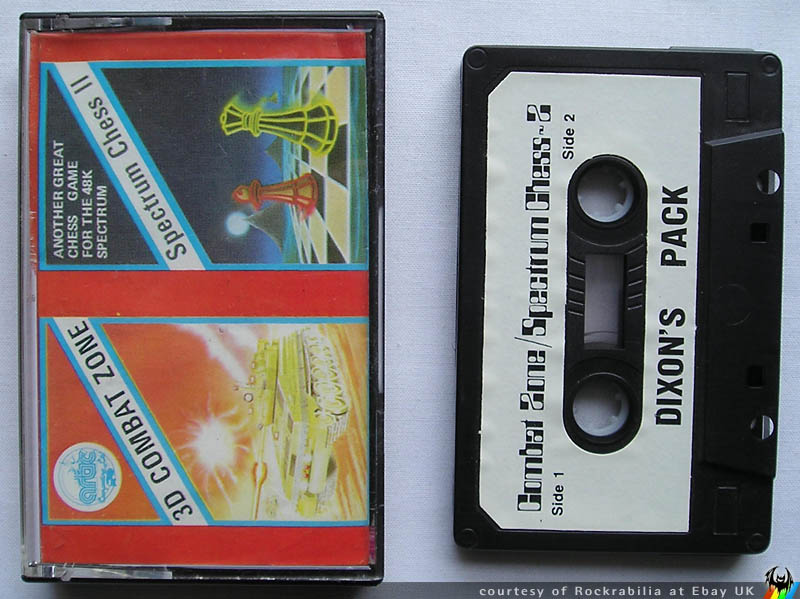 ANOTHER GREAT
CHESS GAME
FOR THE 48K
SPECTRUM
Spectrum Chess II
3D COMBAT ZONE
artic
Combat Zone/Spectrum Chess~2
Side 1
Side 2
DIXON'S PACK
courtesy of Rockrabilia at Ebay UK